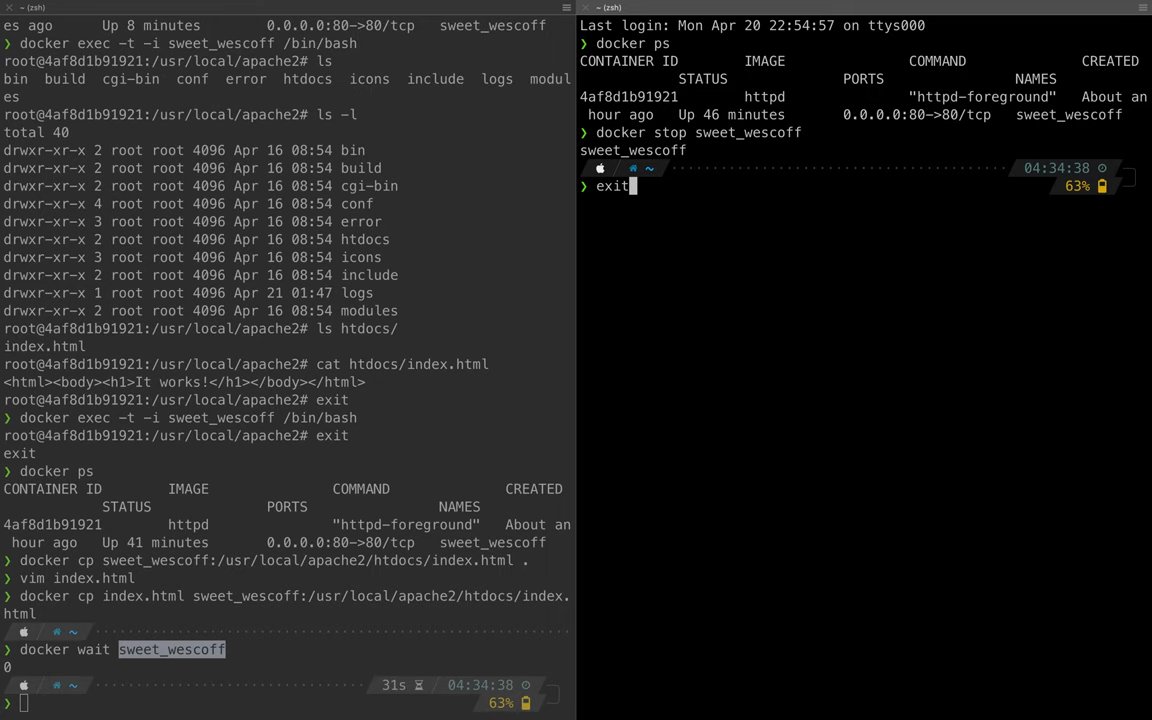 ~ (zsh)
es ago      Up 8 minutes      0.0.0.0:80->80/tcp   sweet_wescoff
❯ docker exec -t -i sweet_wescoff /bin/bash
root@4af8d1b91921:/usr/local/apache2# ls
bin  build  cgi-bin  conf  error  htdocs  icons  include  logs  modul
es
root@4af8d1b91921:/usr/local/apache2# ls -l
total 40
drwxr-xr-x 2 root root 4096 Apr 16 08:54 bin
drwxr-xr-x 2 root root 4096 Apr 16 08:54 build
drwxr-xr-x 2 root root 4096 Apr 16 08:54 cgi-bin
drwxr-xr-x 4 root root 4096 Apr 16 08:54 conf
drwxr-xr-x 3 root root 4096 Apr 16 08:54 error
drwxr-xr-x 2 root root 4096 Apr 16 08:54 htdocs
drwxr-xr-x 3 root root 4096 Apr 16 08:54 icons
drwxr-xr-x 2 root root 4096 Apr 16 08:54 include
drwxr-xr-x 1 root root 4096 Apr 21 01:47 logs
drwxr-xr-x 2 root root 4096 Apr 16 08:54 modules
root@4af8d1b91921:/usr/local/apache2# ls htdocs/
index.html
root@4af8d1b91921:/usr/local/apache2# cat htdocs/index.html
<html><body><h1>It works!</h1></body></html>
root@4af8d1b91921:/usr/local/apache2# exit
❯ docker exec -t -i sweet_wescoff /bin/bash
root@4af8d1b91921:/usr/local/apache2# exit
exit
❯ docker ps
CONTAINER ID        IMAGE               COMMAND              CREATED
STATUS              PORTS                NAMES
4af8d1b91921        httpd               "httpd-foreground"   About an
hour ago   Up 41 minutes       0.0.0.0:80->80/tcp   sweet_wescoff
❯ docker cp sweet_wescoff:/usr/local/apache2/htdocs/index.html .
❯ vim index.html
❯ docker cp index.html sweet_wescoff:/usr/local/apache2/htdocs/index.
html
~
❯ docker wait sweet_wescoff
0
~ 31s 04:34:38
❯ 63%
~ (zsh)
Last login: Mon Apr 20 22:54:57 on ttys000
❯ docker ps
CONTAINER ID        IMAGE               COMMAND              CREATED
STATUS              PORTS                NAMES
4af8d1b91921        httpd               "httpd-foreground"   About an
hour ago   Up 46 minutes       0.0.0.0:80->80/tcp   sweet_wescoff
❯ docker stop sweet_wescoff
sweet_wescoff
~ 04:34:38
❯ exit 63%